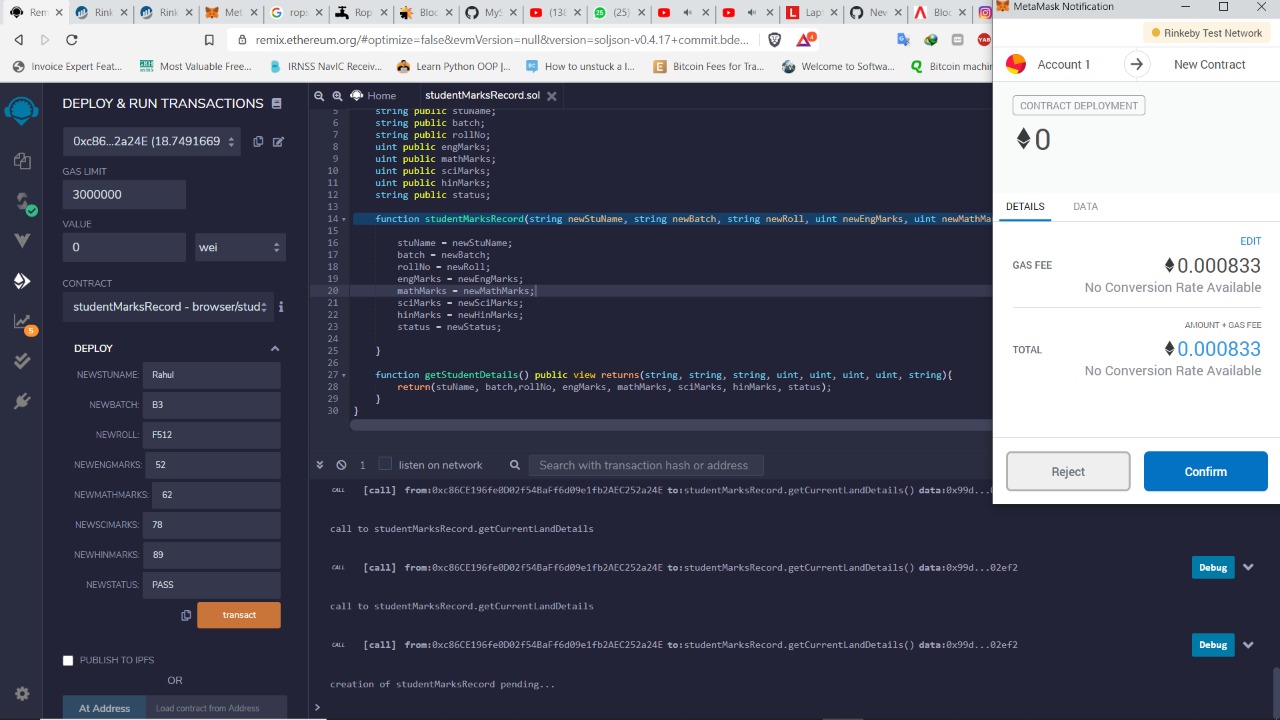 Rem
Rink
Rink
Met
rope
Rop
Bloc
MyS
(13(
(25)
Lap
Nev
Bloc
MetaMask Notification
remix.ethereum.org/#optimize=false&evmVersion=null&version=soljson-v0.4.17+commit.bde...
Invoice Expert Feat...
Most Valuable Free...
IRNSS NAVIC Receiv...
Learn Python OOP |...
How to unstuck a l...
Bitcoin Fees for Tra...
Welcome to Softwa...
Bitcoin machin
Rinkeby Test Network
Account 1
New Contract
CONTRACT DEPLOYMENT
0
DETAILS
DATA
EDIT
GAS FEE
0.000833
No Conversion Rate Available
AMOUNT + GAS FEE
TOTAL
0.000833
No Conversion Rate Available
Reject
Confirm
DEPLOY & RUN TRANSACTIONS
0xc86...2a24E (18.7491669
GAS LIMIT
3000000
VALUE
0
wei
CONTRACT
studentMarksRecord - browser/stud
5
DEPLOY
NEWSTUNAME: Rahul
NEWBATCH: B3
NEWROLL: F512
NEWENGMARKS: 52
NEWMATHMARKS: 62
NEWSCIMARKS: 78
NEWHINMARKS: 89
NEWSTATUS: PASS
transact
PUBLISH TO IPFS
OR
At Address
Load contract from Address
Home
studentMarksRecord.sol
5 string public stuName;
6 string public batch;
7 string public rollNo;
8 uint public engMarks;
9 uint public mathMarks;
10 uint public sciMarks;
11 uint public hinMarks;
12 string public status;
13
14 function studentMarksRecord(string newStuName, string newBatch, string newRoll, uint newEngMarks, uint newMathMa
15
16 stuName = newStuName;
17 batch = newBatch;
18 rollNo = newRoll;
19 engMarks = newEngMarks;
20 mathMarks = newMathMarks;
21 sciMarks = newSciMarks;
22 hinMarks = newHinMarks;
23 status = newStatus;
24
25 }
26
27 function getStudentDetails() public view returns(string, string, string, uint, uint, uint, uint, string){
28 return(stuName, batch,rollNo, engMarks, mathMarks, sciMarks, hinMarks, status);
29 }
30 }
1
listen on network
Search with transaction hash or address
CALL [call] from:0xc86CE196fe0D02f54BaFf6d09e1fb2AEC252a24E to:studentMarksRecord.getCurrentLandDetails() data:0x99d...
call to studentMarksRecord.getCurrentLandDetails
CALL [call] from:0xc86CE196fe0D02f54BaFf6d09e1fb2AEC252a24E to:studentMarksRecord.getCurrentLandDetails() data:0x99d...02ef2
Debug
call to studentMarksRecord.getCurrentLandDetails
CALL [call] from:0xc86CE196fe0D02f54BaFf6d09e1fb2AEC252a24E to:studentMarksRecord.getCurrentLandDetails() data:0x99d...02ef2
Debug
creation of studentMarksRecord pending...
>